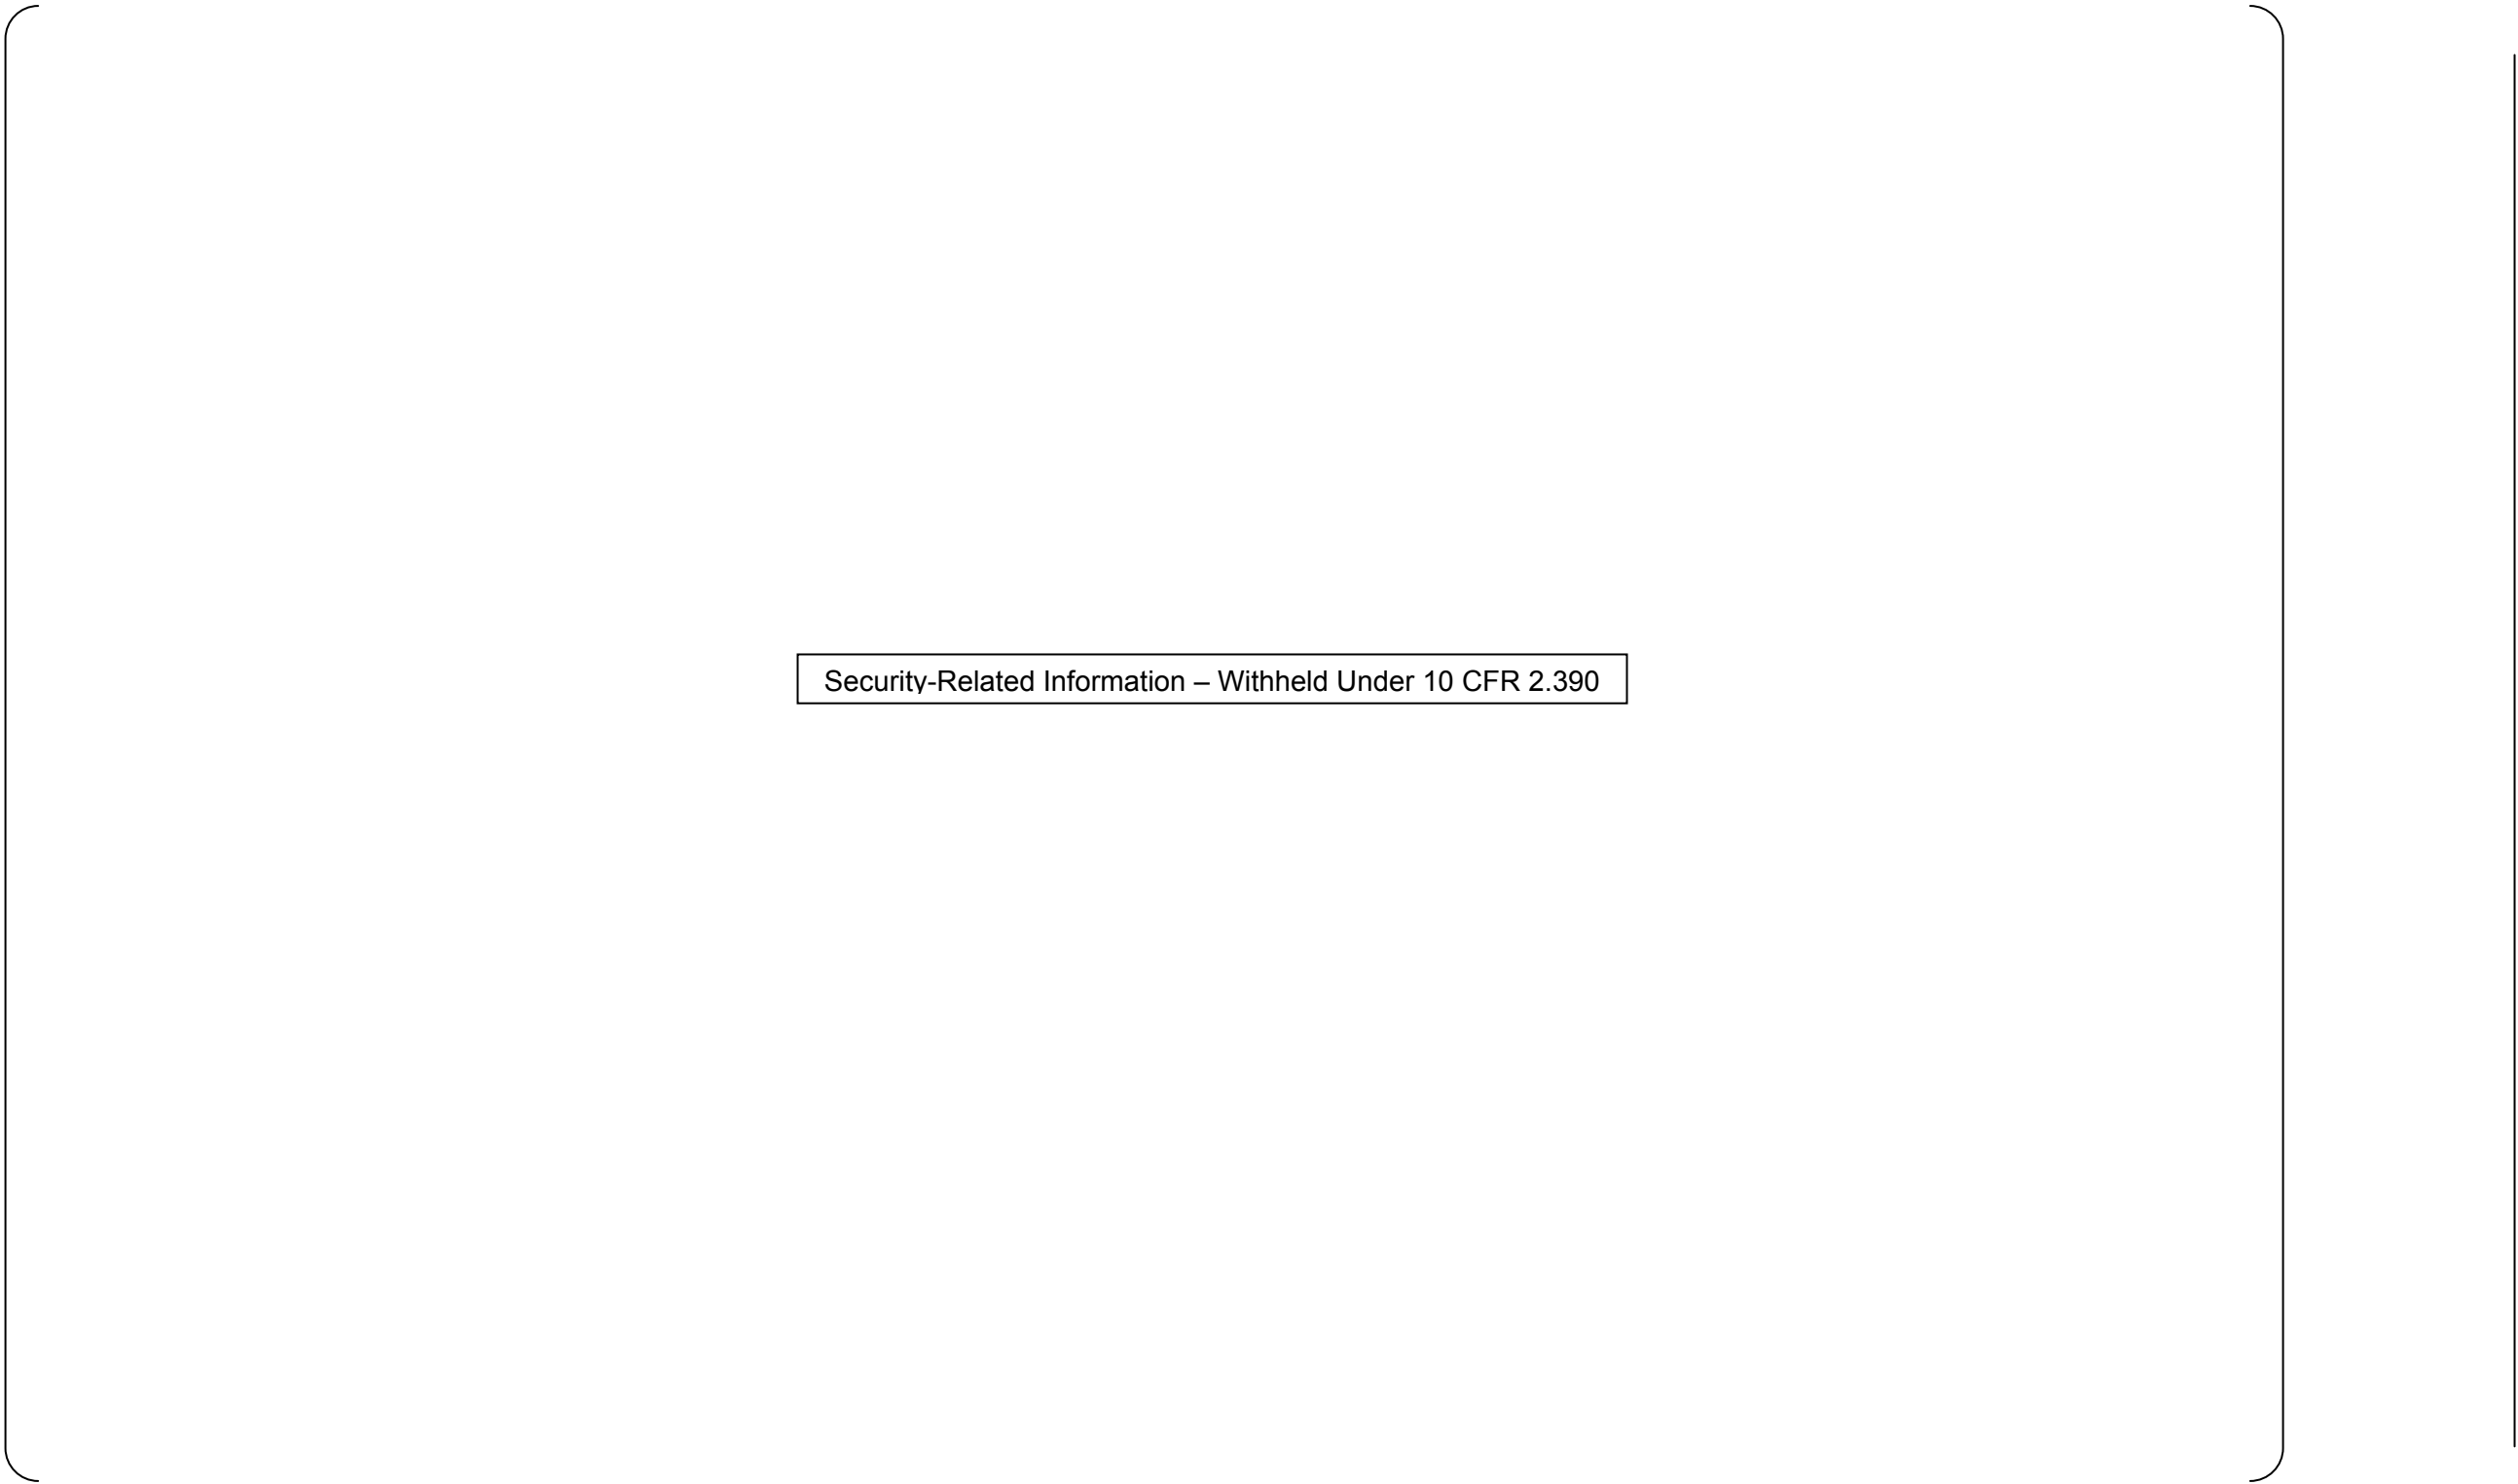 Security-Related Information – Withheld Under 10 CFR 2.390